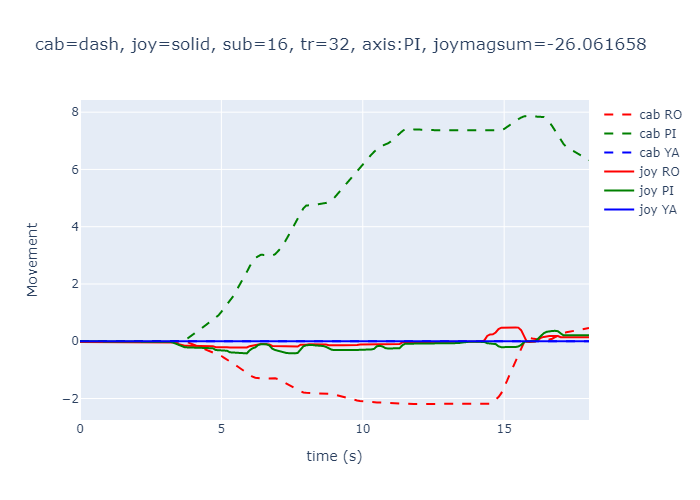 cab=dash, joy=solid, sub=16, tr=32, axis:PI, joymagsum=-26.061658
8
6
4
2
0
−2
Movement
0
5
10
15
time (s)
cab RO
cab PI
cab YA
joy RO
joy PI
joy YA